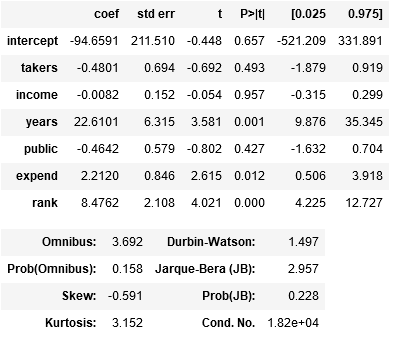 coef std err t P>|t| [0.025 0.975]
intercept -94.6591 211.510 -0.448 0.657 -521.209 331.891
takers -0.4801 0.694 -0.692 0.493 -1.879 0.919
income -0.0082 0.152 -0.054 0.957 -0.315 0.299
years 22.6101 6.315 3.581 0.001 9.876 35.345
public -0.4642 0.579 -0.802 0.427 -1.632 0.704
expend 2.2120 0.846 2.615 0.012 0.506 3.918
rank 8.4762 2.108 4.021 0.000 4.225 12.727
Omnibus: 3.692 Durbin-Watson: 1.497
Prob(Omnibus): 0.158 Jarque-Bera (JB): 2.957
Skew: -0.591 Prob(JB): 0.228
Kurtosis: 3.152 Cond. No. 1.82e+04